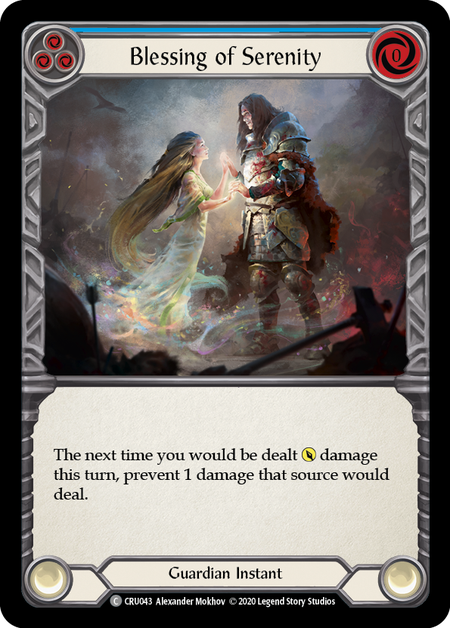 Blessing of Serenity
0
The next time you would be dealt damage
this turn, prevent 1 damage that source would
deal.
Guardian Instant
C CRU043 Alexander Mokhov © 2020 Legend Story Studios